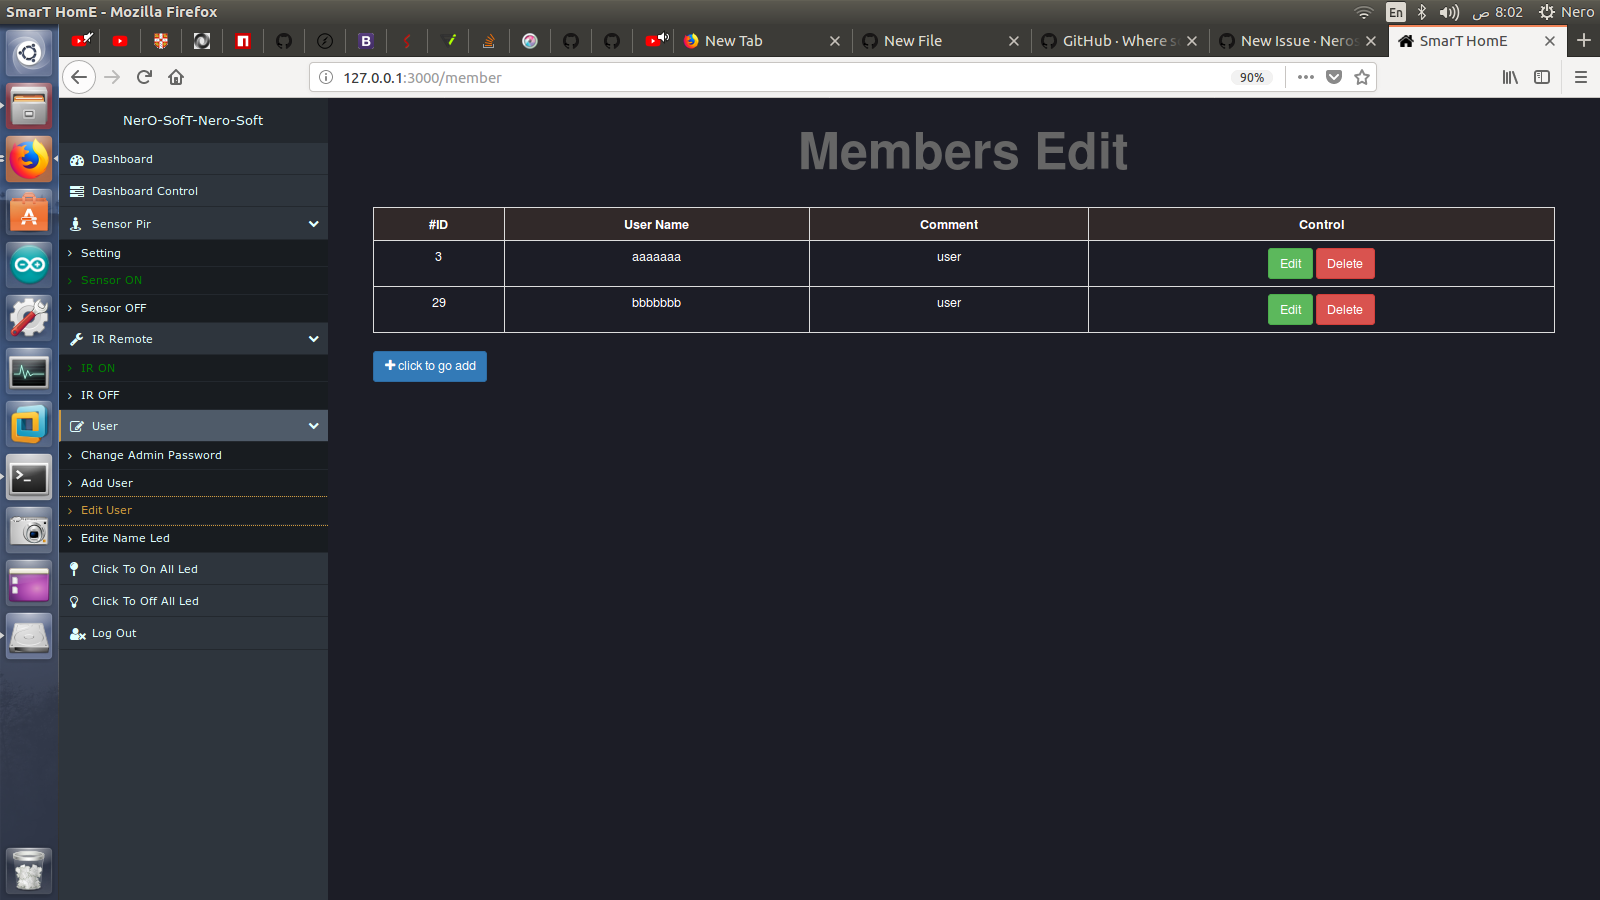 SmarT HomE - Mozilla Firefox
En
8:02 ص
Nero
New Tab
New File
GitHub · Where s
New Issue · Neros
SmarT HomE
127.0.0.1:3000/member
90%
NerO-SofT-Nero-Soft
Dashboard
Dashboard Control
Sensor Pir
Setting
Sensor ON
Sensor OFF
IR Remote
IR ON
IR OFF
User
Change Admin Password
Add User
Edit User
Edite Name Led
Click To On All Led
Click To Off All Led
Log Out
Members Edit
#ID User Name Comment Control
3 aaaaaaa user Edit Delete
29 bbbbbbb user Edit Delete
click to go add